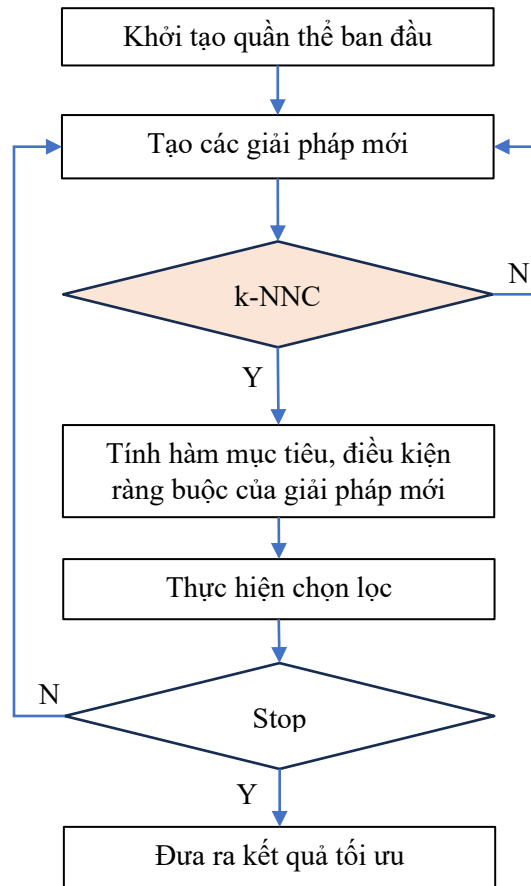 Khởi tạo quần thể ban đầu
Tạo các giải pháp mới
k-NNC
N
Y
Tính hàm mục tiêu, điều kiện
ràng buộc của giải pháp mới
Thực hiện chọn lọc
N
Stop
Y
Đưa ra kết quả tối ưu